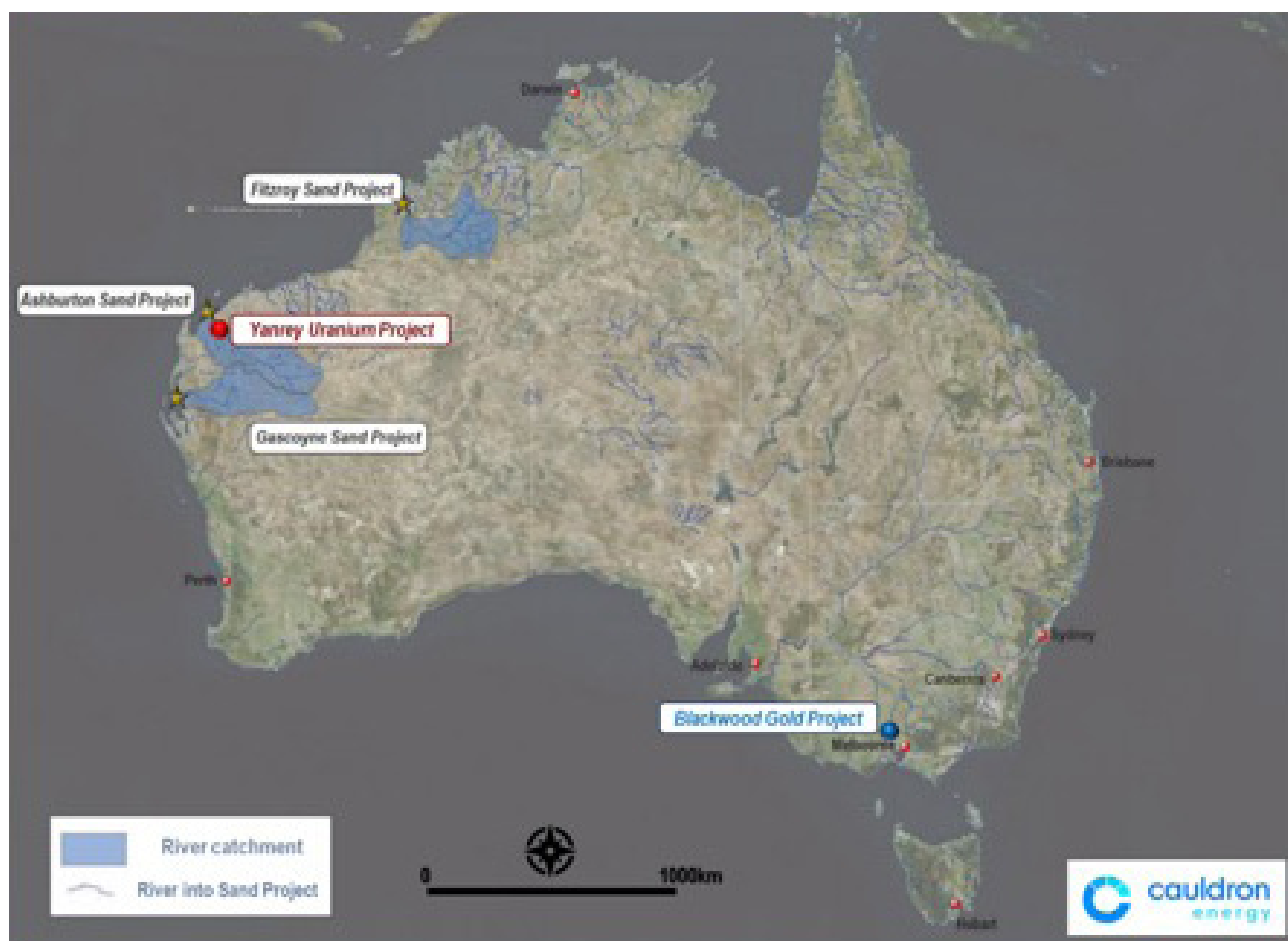 Darwin
Fitzroy Sand Project
Ashburton Sand Project
Yanrey Uranium Project
Gascoyne Sand Project
Brisbane
Perth
Sydney
Adelaide
Canberra
Blackwood Gold Project
Melbourne
River catchment
River into Sand Project
0
1000km
cauldron
energy
Hobart